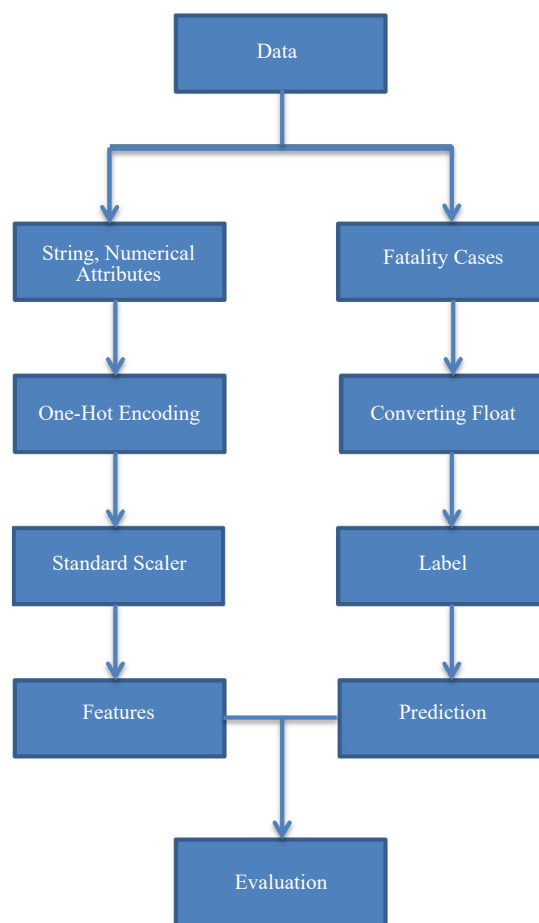 Data
String, Numerical
Attributes
Fatality Cases
One-Hot Encoding
Converting Float
Standard Scaler
Label
Features
Prediction
Evaluation